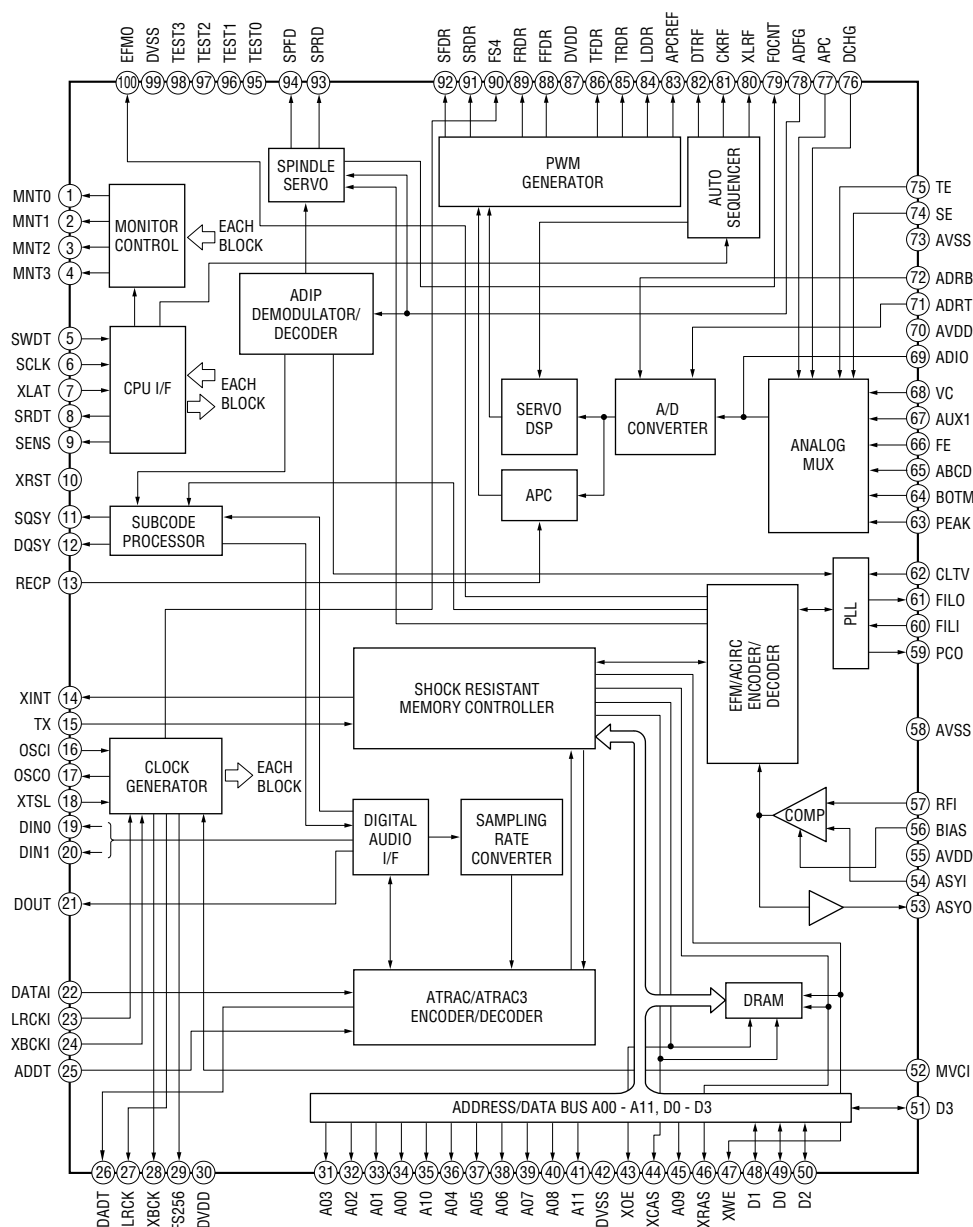 EFMO
DVSS
TEST3
TEST2
TEST1
TEST0
SPFD
SPRD
SFDR
SRDR
FS4
FRDR
FFDR
DVDD
TFDR
TRDR
LDDR
APCREF
DTRF
CKRF
XLRF
F0CNT
ADFG
APC
DCHG
100 99 98 97 96 95 94 93 92 91 90 89 88 87 86 85 84 83 82 81 80 79 78 77 76
MNT0 1
MNT1 2
MNT2 3
MNT3 4
SWDT 5
SCLK 6
XLAT 7
SRDT 8
SENS 9
XRST 10
SQSY 11
DQSY 12
RECP 13
XINT 14
TX 15
OSCI 16
OSCO 17
XTSL 18
DIN0 19
DIN1 20
DOUT 21
DATAI 22
LRCKI 23
XBCKI 24
ADDT 25
MONITOR
CONTROL
EACH
BLOCK
CPU I/F
EACH
BLOCK
SPINDLE
SERVO
ADIP
DEMODULATOR/
DECODER
PWM
GENERATOR
AUTO
SEQUENCER
SERVO
DSP
A/D
CONVERTER
ANALOG
MUX
APC
SUBCODE
PROCESSOR
EFM/ACIRC
ENCODER/
DECODER
PLL
SHOCK RESISTANT
MEMORY CONTROLLER
CLOCK
GENERATOR
EACH
BLOCK
DIGITAL
AUDIO
I/F
SAMPLING
RATE
CONVERTER
COMP
ATRAC/ATRAC3
ENCODER/DECODER
DRAM
ADDRESS/DATA BUS A00 - A11, D0 - D3
75 TE
74 SE
73 AVSS
72 ADRB
71 ADRT
70 AVDD
69 ADIO
68 VC
67 AUX1
66 FE
65 ABCD
64 BOTM
63 PEAK
62 CLTV
61 FILO
60 FILI
59 PCO
58 AVSS
57 RFI
56 BIAS
55 AVDD
54 ASYI
53 ASYO
52 MVCI
51 D3
26 27 28 29 30 31 32 33 34 35 36 37 38 39 40 41 42 43 44 45 46 47 48 49 50
DADT
LRCK
XBCK
FS256
DVDD
A03
A02
A01
A00
A10
A04
A05
A06
A07
A08
A11
DVSS
XOE
XCAS
A09
XRAS
XWE
D1
D0
D2